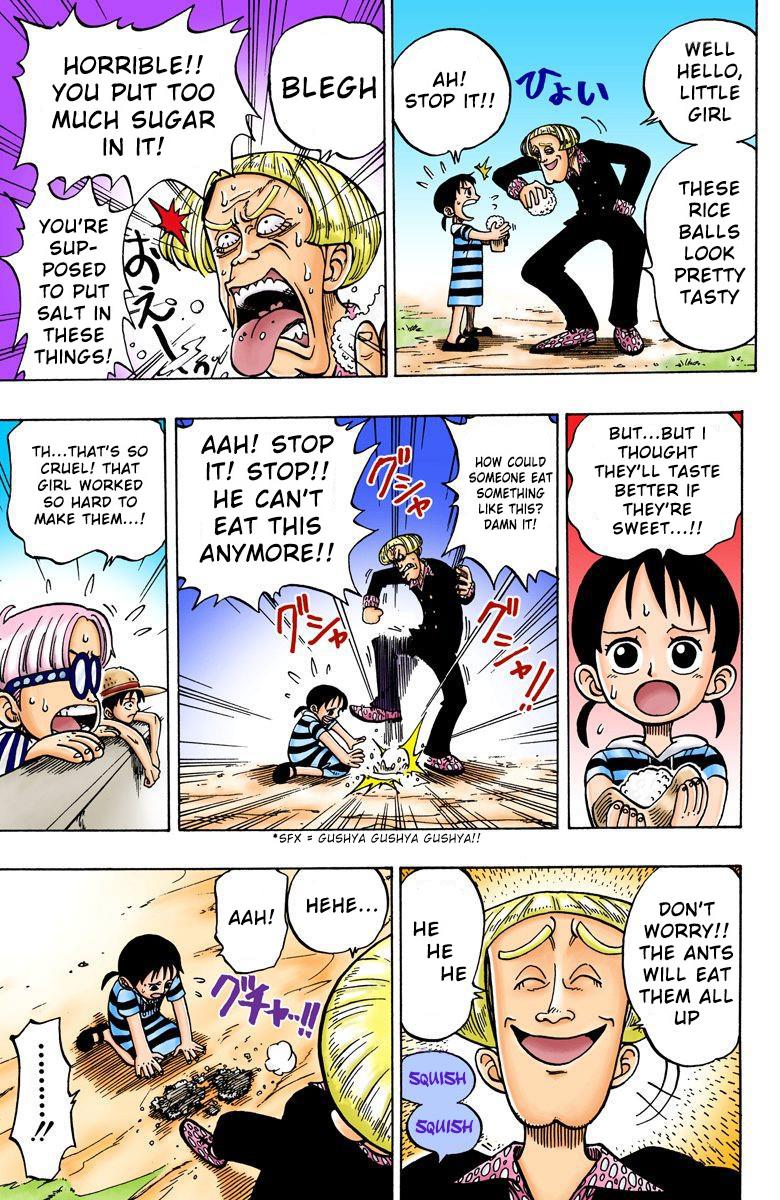 WELL
HELLO,
LITTLE
GIRL
THESE
RICE
BALLS
LOOK
PRETTY
TASTY
ひょい
AH!
STOP IT!!
BLEGH
HORRIBLE!!
YOU PUT TOO
MUCH SUGAR
IN IT!
YOU'RE
SUP-
POSED
TO PUT
SALT IN
THESE
THINGS!
おえーっ
BUT...BUT I
THOUGHT
THEY'LL TASTE
BETTER IF
THEY'RE
SWEET...!!
HOW COULD
SOMEONE EAT
SOMETHING
LIKE THIS?
DAMN IT!
グシャ
グシャ
グシャ!!
AAH! STOP
IT! STOP!!
HE CAN'T
EAT THIS
ANYMORE!!
*SFX = GUSHYA GUSHYA GUSHYA!!
TH...THAT'S SO
CRUEL! THAT
GIRL WORKED
SO HARD TO
MAKE THEM...!
DON'T
WORRY!!
THE ANTS
WILL EAT
THEM ALL
UP
HE
HE
HE
SQUISH
SQUISH
HEHE...
AAH!
グチャッ!!
........!!